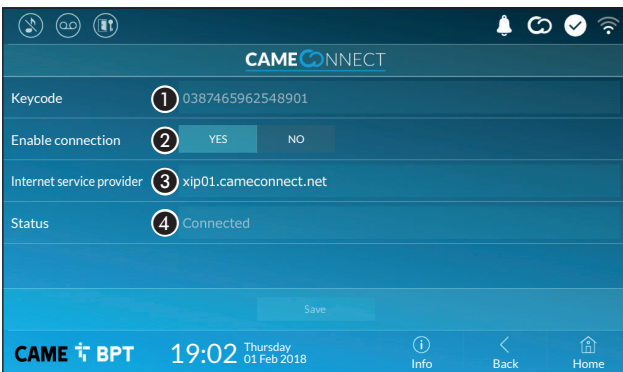 CAMECONNECT
Keycode 1 0387465962548901
Enable connection 2 YES NO
Internet service provider 3 xip01.cameconnect.net
Status 4 Connected
Save
CAME BPT 19:02 Thursday
01 Feb 2018
Info Back Home